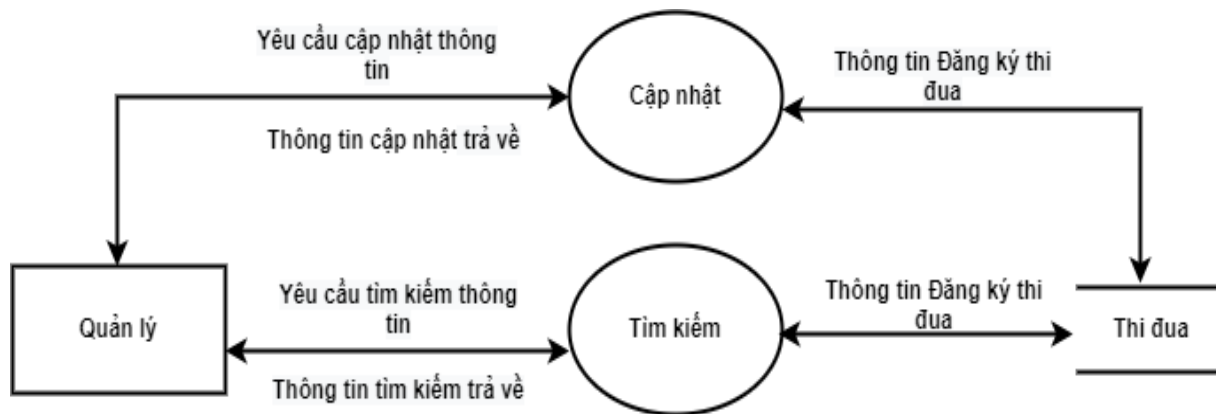 Yêu cầu cập nhật thông
tin
Thông tin cập nhật trả về
Cập nhật
Thông tin Đăng ký thi
đua
Quản lý
Yêu cầu tìm kiếm thông
tin
Thông tin tìm kiếm trả về
Tìm kiếm
Thông tin Đăng ký thi
đua
Thi đua